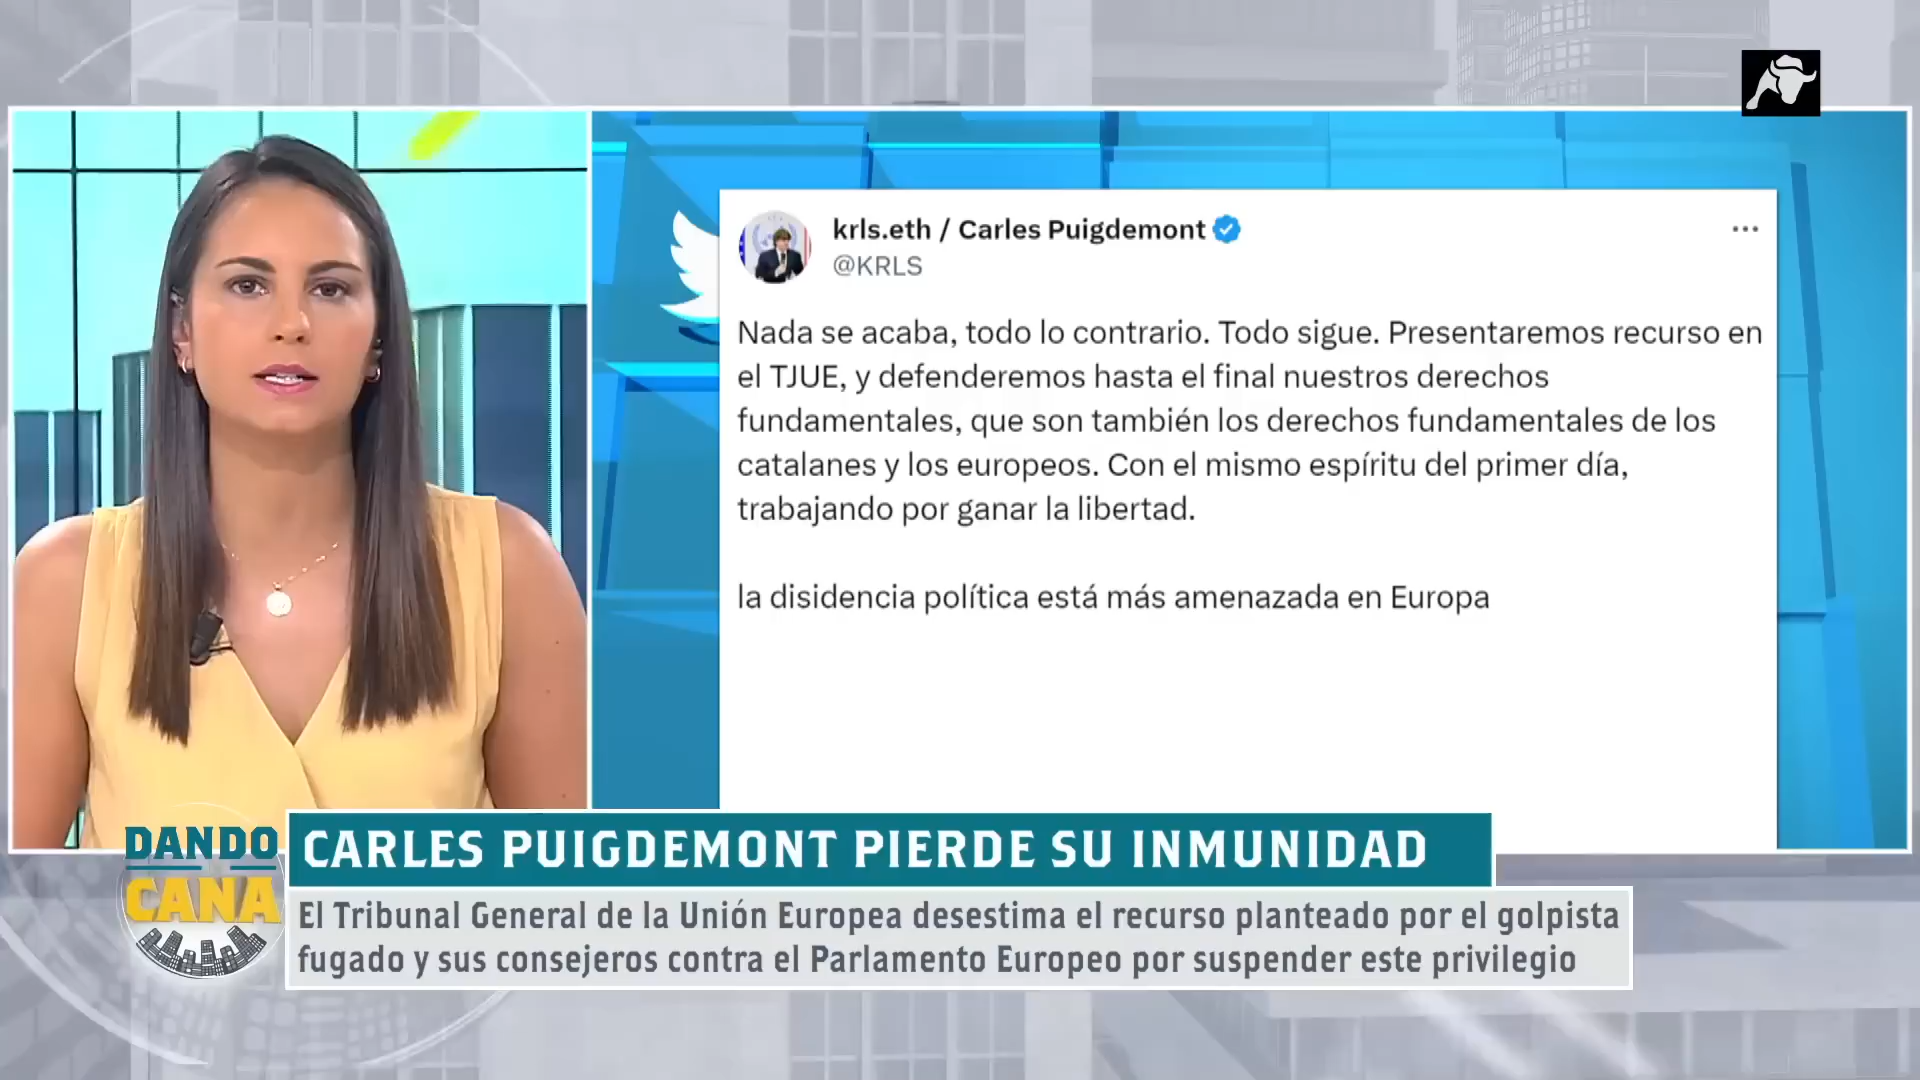 krls.eth / Carles Puigdemont
@KRLS
Nada se acaba, todo lo contrario. Todo sigue. Presentaremos recurso en
el TJUE, y defenderemos hasta el final nuestros derechos
fundamentales, que son también los derechos fundamentales de los
catalanes y los europeos. Con el mismo espíritu del primer día,
trabajando por ganar la libertad.
la disidencia política está más amenazada en Europa
DANDO
CANA
CARLES PUIGDEMONT PIERDE SU INMUNIDAD
El Tribunal General de la Unión Europea desestima el recurso planteado por el golpista
fugado y sus consejeros contra el Parlamento Europeo por suspender este privilegio